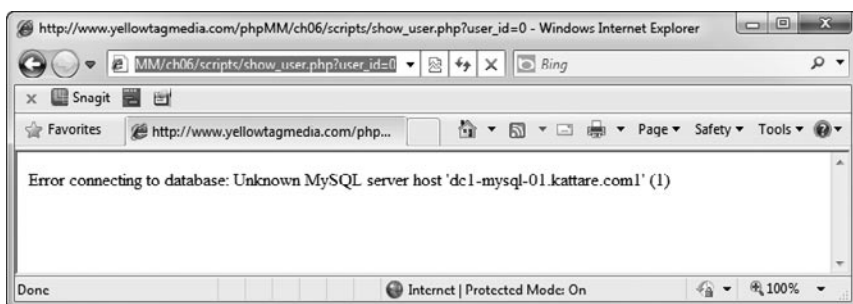 http://www.yellowtagmedia.com/phpMM/ch06/scripts/show_user.php?user_id=0 - Windows Internet Explorer
MM/ch06/scripts/show_user.php?user_id=0
Bing
x Snagit
Favorites http://www.yellowtagmedia.com/php... Page Safety Tools
Error connecting to database: Unknown MySQL server host 'dc1-mysql-01.kattare.com1' (1)
Done Internet | Protected Mode: On 100%